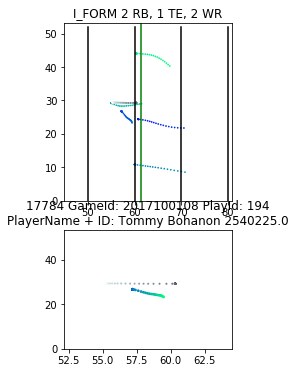 I_FORM 2 RB, 1 TE, 2 WR
50
40
30
20
10
0
50 60 70 80
17784 GameId: 2017100108 PlayId: 194
PlayerName + ID: Tommy Bohanon 2540225.0
40
20
0
52.5 55.0 57.5 60.0 62.5